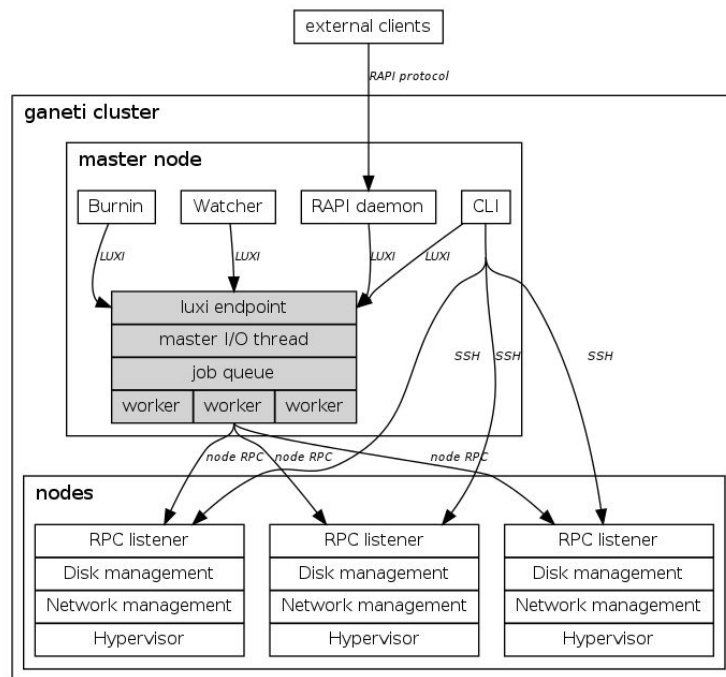 external clients
RAPI protocol
ganeti cluster
master node
Burnin
Watcher
RAPI daemon
CLI
LUXI
LUXI
LUXI
LUXI
luxi endpoint
master I/O thread
job queue
worker
worker
worker
SSH
SSH
SSH
node RPC
node RPC
node RPC
nodes
RPC listener
RPC listener
RPC listener
Disk management
Disk management
Disk management
Network management
Network management
Network management
Hypervisor
Hypervisor
Hypervisor